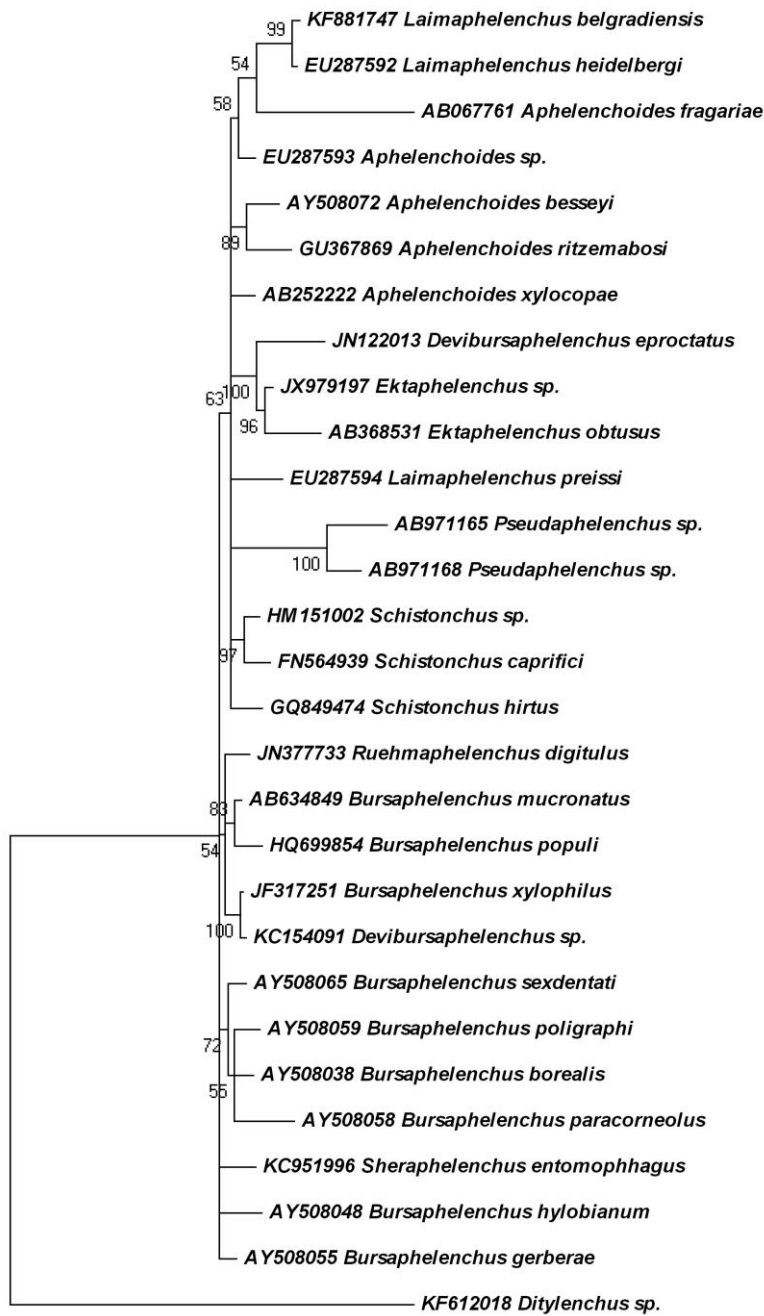 99
KF881747 Laimaphelenchus belgradiensis
54
EU287592 Laimaphelenchus heidelbergi
58
AB067761 Aphelenchoides fragariae
EU287593 Aphelenchoides sp.
AY508072 Aphelenchoides besseyi
89
GU367869 Aphelenchoides ritzemabosi
AB252222 Aphelenchoides xylocopae
JN122013 Devibursaphelenchus eproctatus
100
JX979197 Ektaphelenchus sp.
63
96
AB368531 Ektaphelenchus obtusus
EU287594 Laimaphelenchus preissi
AB971165 Pseudaphelenchus sp.
100
AB971168 Pseudaphelenchus sp.
HM151002 Schistonchus sp.
97
FN564939 Schistonchus caprifici
GQ849474 Schistonchus hirtus
JN377733 Ruehmaphelenchus digitulus
83
AB634849 Bursaphelenchus mucronatus
54
HQ699854 Bursaphelenchus populi
JF317251 Bursaphelenchus xylophilus
100
KC154091 Devibursaphelenchus sp.
AY508065 Bursaphelenchus sexdentati
72
AY508059 Bursaphelenchus poligraphi
55
AY508038 Bursaphelenchus borealis
AY508058 Bursaphelenchus paracorneolus
KC951996 Sheraphelenchus entomophhagus
AY508048 Bursaphelenchus hylobianum
AY508055 Bursaphelenchus gerberae
KF612018 Ditylenchus sp.